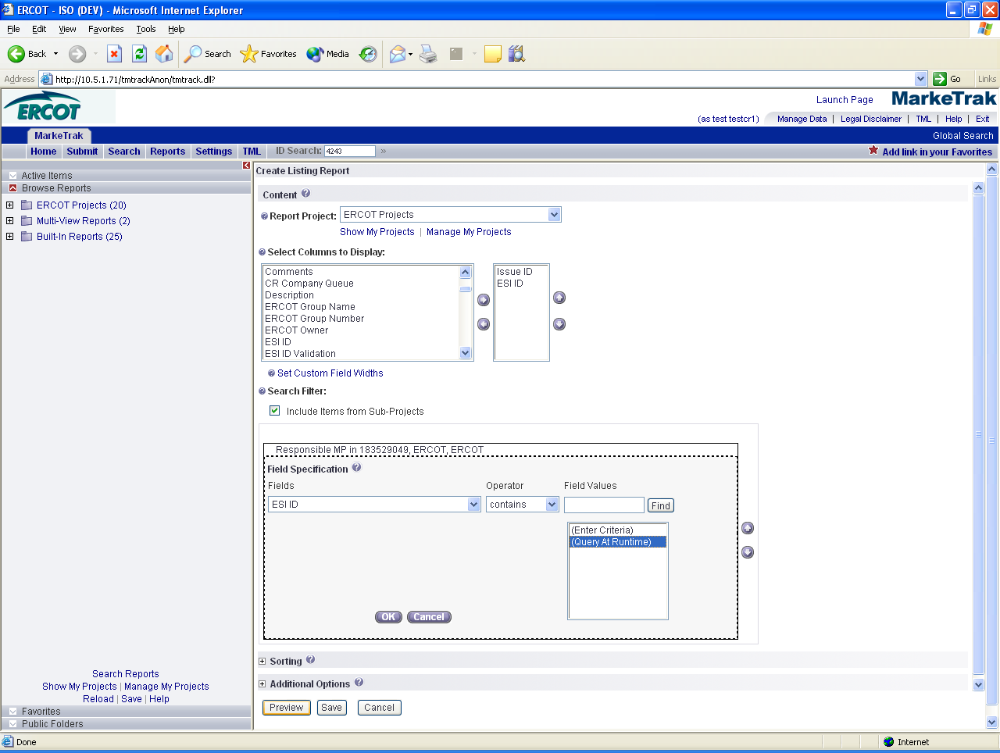 ERCOT - ISO (DEV) - Microsoft Internet Explorer
File Edit View Favorites Tools Help
Back Search Favorites Media
Address http://10.5.1.71/tmtrackAnon/tmtrack.dll? Go Links
ERCOT
Launch Page MarkeTrak
(as test testcr1) Manage Data | Legal Disclaimer | TML | Help | Exit
MarkeTrak Global Search
Home Submit Search Reports Settings TML ID Search: 4243 » Add link in your Favorites
Active Items
Browse Reports
ERCOT Projects (20)
Multi-View Reports (2)
Built-In Reports (25)
Search Reports
Show My Projects | Manage My Projects
Reload | Save | Help
Favorites
Public Folders
Create Listing Report
Content
Report Project: ERCOT Projects
Show My Projects | Manage My Projects
Select Columns to Display:
Comments
CR Company Queue
Description
ERCOT Group Name
ERCOT Group Number
ERCOT Owner
ESI ID
ESI ID Validation
Issue ID
ESI ID
Set Custom Field Widths
Search Filter:
Include Items from Sub-Projects
Responsible MP in 183529049, ERCOT, ERCOT
Field Specification
Fields Operator Field Values
ESI ID contains Find
(Enter Criteria)
(Query At Runtime)
OK Cancel
Sorting
Additional Options
Preview Save Cancel
Done Internet